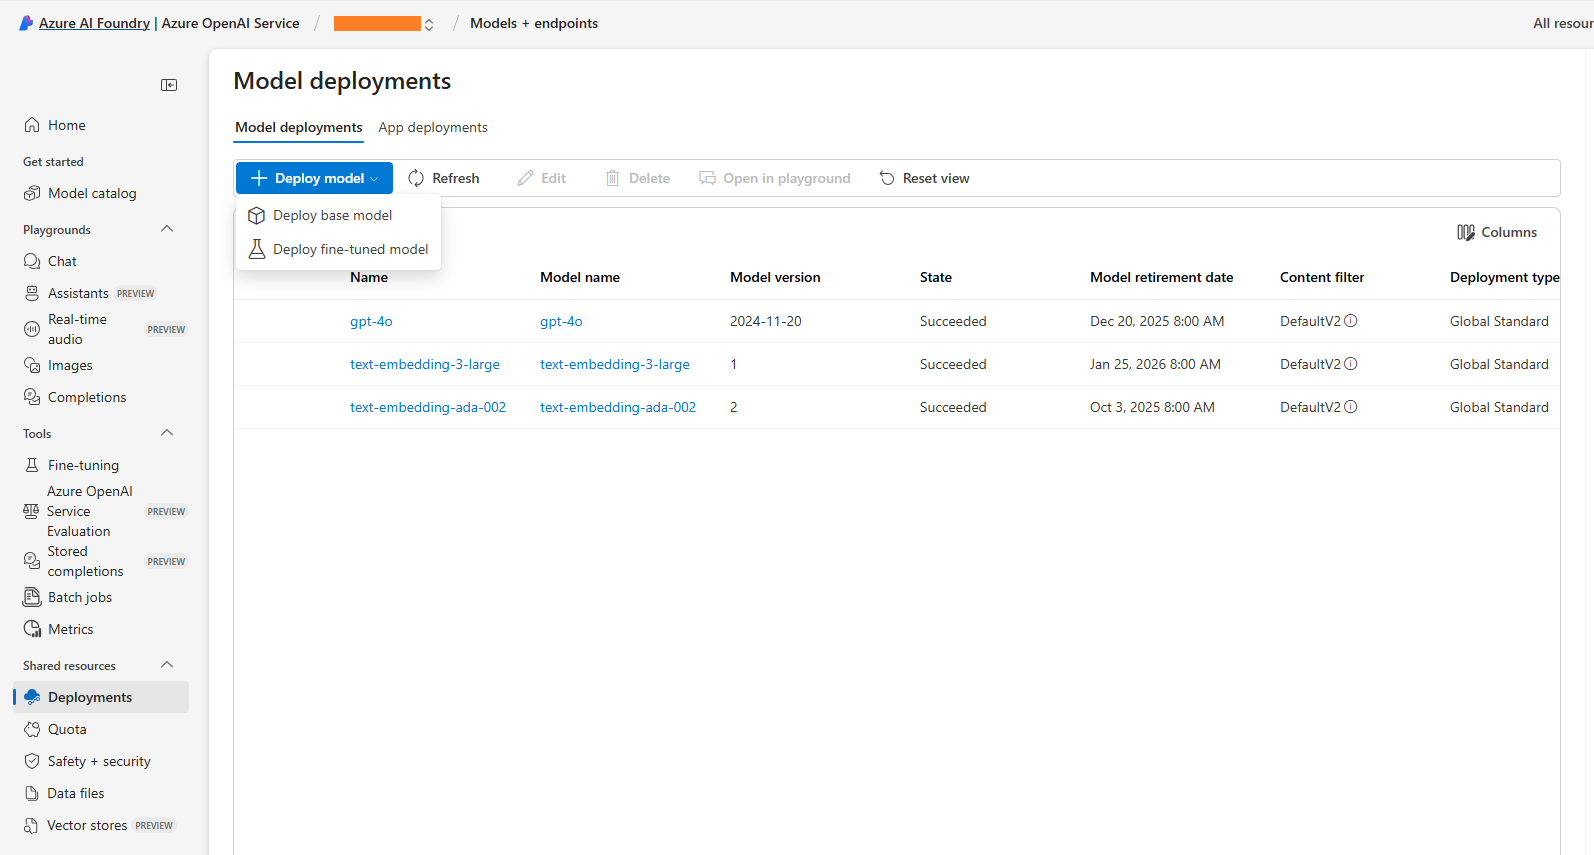 Azure AI Foundry | Azure OpenAI Service / / Models + endpoints All resour
Home
Get started
Model catalog
Playgrounds
Chat
Assistants PREVIEW
Real-time
audio
PREVIEW
Images
Completions
Tools
Fine-tuning
Azure OpenAI
Service
Evaluation
PREVIEW
Stored
completions
PREVIEW
Batch jobs
Metrics
Shared resources
Deployments
Quota
Safety + security
Data files
Vector stores PREVIEW
Model deployments
Model deployments App deployments
Deploy model Refresh Edit Delete Open in playground Reset view
Deploy base model
Deploy fine-tuned model
Columns
Name Model name Model version State Model retirement date Content filter Deployment type
gpt-4o gpt-4o 2024-11-20 Succeeded Dec 20, 2025 8:00 AM DefaultV2 Global Standard
text-embedding-3-large text-embedding-3-large 1 Succeeded Jan 25, 2026 8:00 AM DefaultV2 Global Standard
text-embedding-ada-002 text-embedding-ada-002 2 Succeeded Oct 3, 2025 8:00 AM DefaultV2 Global Standard